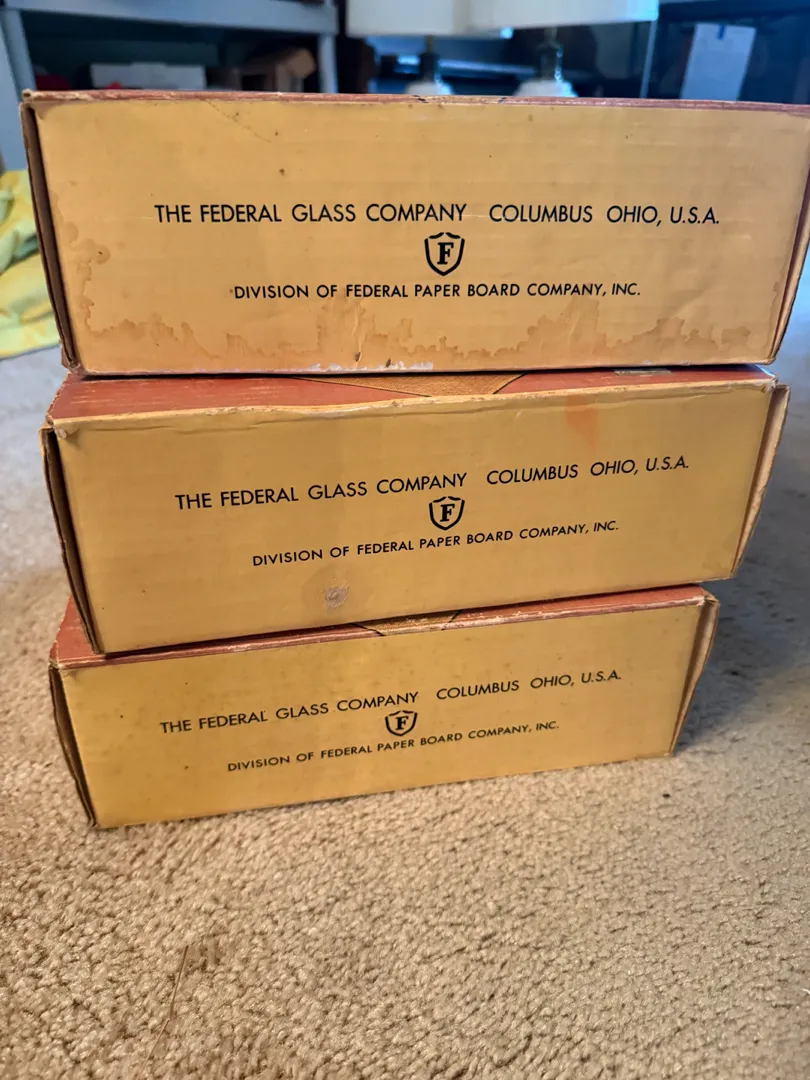 THE FEDERAL GLASS COMPANY COLUMBUS OHIO, U.S.A.
F
DIVISION OF FEDERAL PAPER BOARD COMPANY, INC.
THE FEDERAL GLASS COMPANY COLUMBUS OHIO, U.S.A.
F
DIVISION OF FEDERAL PAPER BOARD COMPANY, INC.
THE FEDERAL GLASS COMPANY COLUMBUS OHIO, U.S.A.
F
DIVISION OF FEDERAL PAPER BOARD COMPANY, INC.